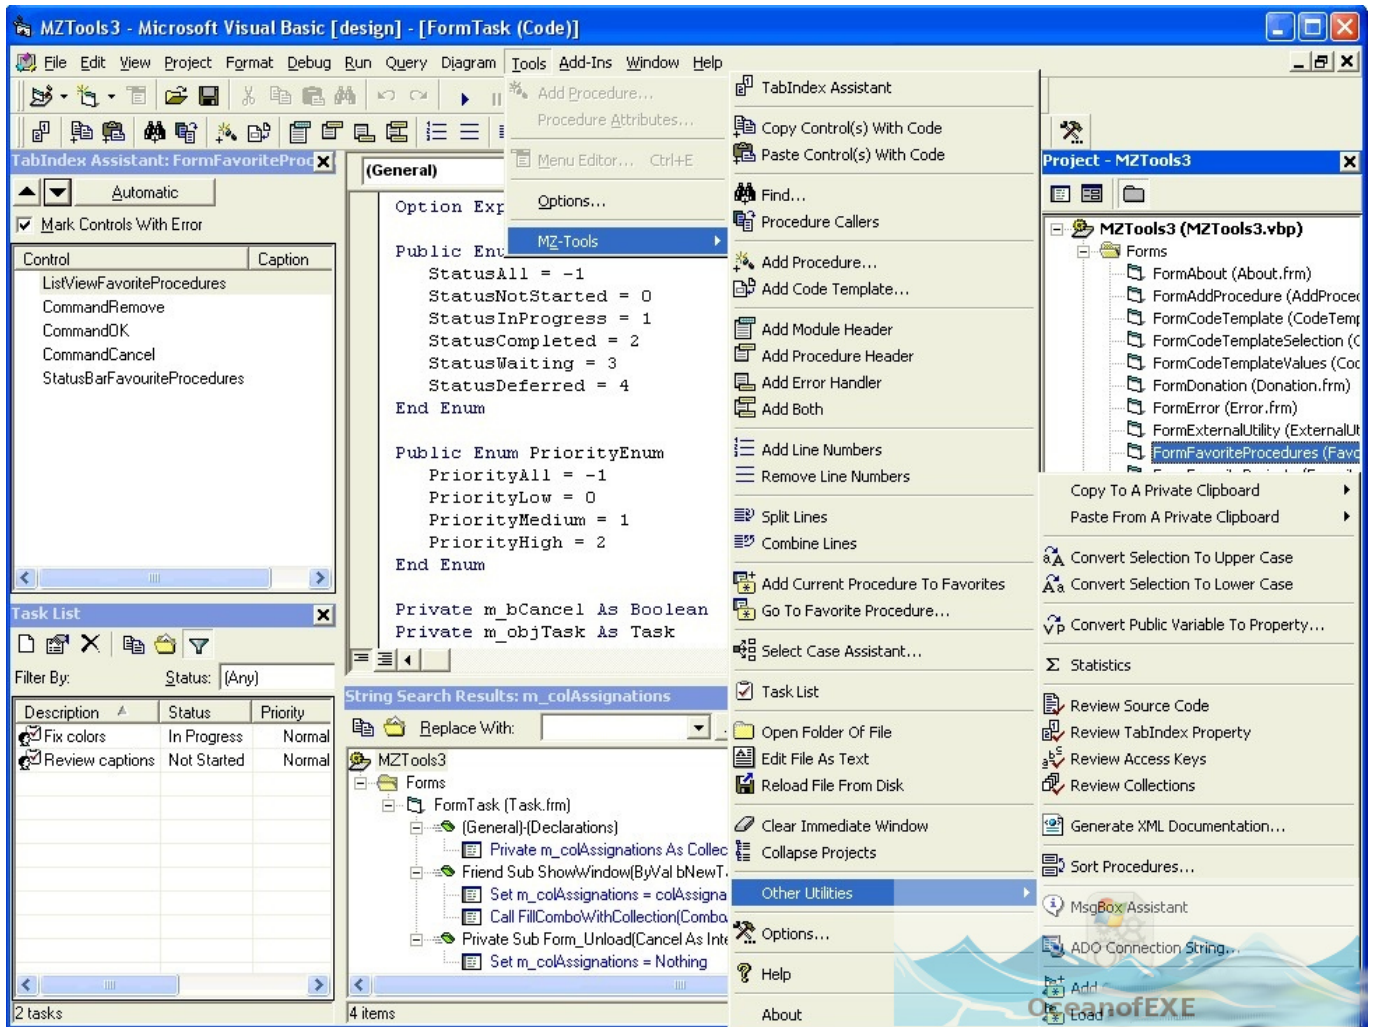 MZTools3 - Microsoft Visual Basic [design] - [FormTask (Code)]
File Edit View Project Format Debug Run Query Diagram Tools Add-Ins Window Help
TabIndex Assistant: FormFavoriteProc
Automatic
Mark Controls With Error
Control Caption
ListViewFavoriteProcedures
CommandRemove
CommandOK
CommandCancel
StatusBarFavouriteProcedures
Task List
Filter By: Status: (Any)
Description Status Priority
Fix colors In Progress Normal
Review captions Not Started Normal
2 tasks
(General)
Option Exp
Public Enu
StatusAll = -1
StatusNotStarted = 0
StatusInProgress = 1
StatusCompleted = 2
StatusWaiting = 3
StatusDeferred = 4
End Enum
Public Enum PriorityEnum
PriorityAll = -1
PriorityLow = 0
PriorityMedium = 1
PriorityHigh = 2
End Enum
Private m_bCancel As Boolean
Private m_objTask As Task
String Search Results: m_colAssignations
Replace With:
MZTools3
Forms
FormTask (Task.frm)
(General)-(Declarations)
Private m_colAssignations As Collec
Friend Sub ShowWindow(ByVal bNewT
Set m_colAssignations = colAssigna
Call FillComboWithCollection(Combo
Private Sub Form_Unload(Cancel As Inte
Set m_colAssignations = Nothing
4 items
Add Procedure...
Procedure Attributes...
Menu Editor... Ctrl+E
Options...
MZ-Tools
TabIndex Assistant
Copy Control(s) With Code
Paste Control(s) With Code
Find...
Procedure Callers
Add Procedure...
Add Code Template...
Add Module Header
Add Procedure Header
Add Error Handler
Add Both
Add Line Numbers
Remove Line Numbers
Split Lines
Combine Lines
Add Current Procedure To Favorites
Go To Favorite Procedure...
Select Case Assistant...
Task List
Open Folder Of File
Edit File As Text
Reload File From Disk
Clear Immediate Window
Collapse Projects
Other Utilities
Options...
Help
About
Project - MZTools3
MZTools3 (MZTools3.vbp)
Forms
FormAbout (About.frm)
FormAddProcedure (AddProced
FormCodeTemplate (CodeTemp
FormCodeTemplateSelection (C
FormCodeTemplateValues (Coc
FormDonation (Donation.frm)
FormError (Error.frm)
FormExternalUtility (ExternalUt
FormFavoriteProcedures (Favo
Copy To A Private Clipboard
Paste From A Private Clipboard
Convert Selection To Upper Case
Convert Selection To Lower Case
Convert Public Variable To Property...
Statistics
Review Source Code
Review TabIndex Property
Review Access Keys
Review Collections
Generate XML Documentation...
Sort Procedures...
MsgBox Assistant
ADO Connection String...
Add
Load
OceanofEXE